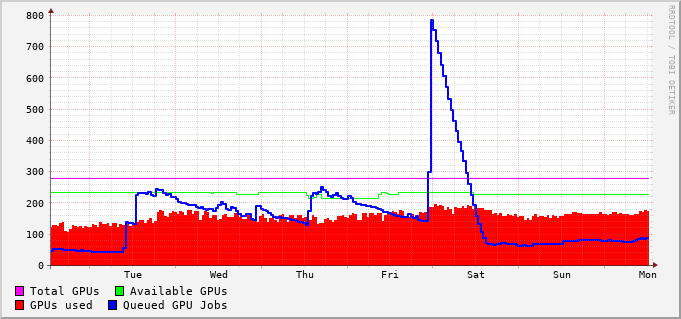 800
700
600
500
400
300
200
100
0
Tue Wed Thu Fri Sat Sun Mon
Total GPUs Available GPUs
GPUs used Queued GPU Jobs
RRDTOOL / TOBI OETIKER